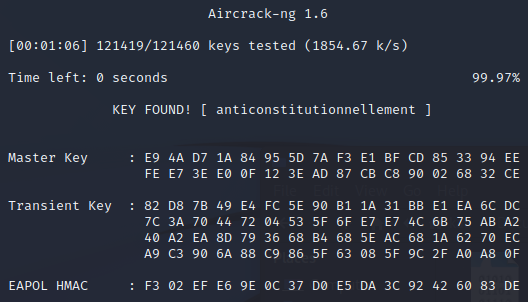 Aircrack-ng 1.6
[00:01:06] 121419/121460 keys tested (1854.67 k/s)
Time left: 0 seconds 99.97%
KEY FOUND! [ anticonstitutionnellement ]
Master Key : E9 4A D7 1A 84 95 5D 7A F3 E1 BF CD 85 33 94 EE
FE E7 3E E0 0F 12 3E AD 87 CB C8 90 02 68 32 CE
Transient Key : 82 D8 7B 49 E4 FC 5E 90 B1 1A 31 BB E1 EA 6C DC
7C 3A 70 44 72 04 53 5F 6F E7 E7 4C 6B 75 AB A2
40 A2 EA 8D 79 36 68 B4 68 5E AC 68 1A 62 70 EC
A9 C3 90 6A 88 C9 86 5F 63 08 5F 9C 2F A0 A8 0F
EAPOL HMAC : F3 02 EF E6 9E 0C 37 D0 E5 DA 3C 92 42 60 83 DE